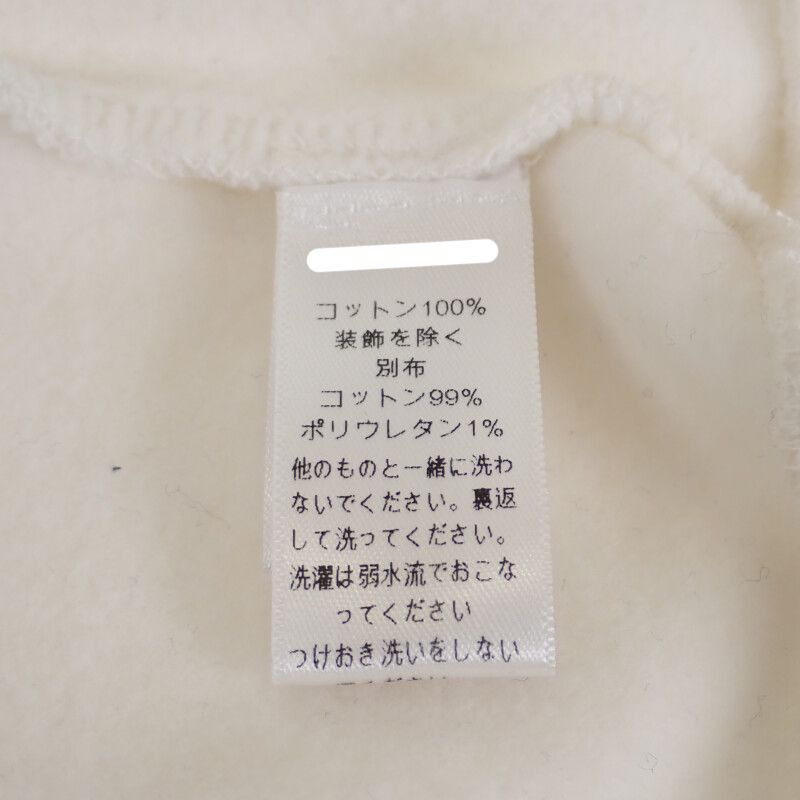 コットン100%
装飾を除く
別布
コットン99%
ポリウレタン1%
他のものと一緒に洗わ
ないでください。裏返
して洗ってください。
洗濯は弱水流でおこな
ってください
つけおき洗いをしない